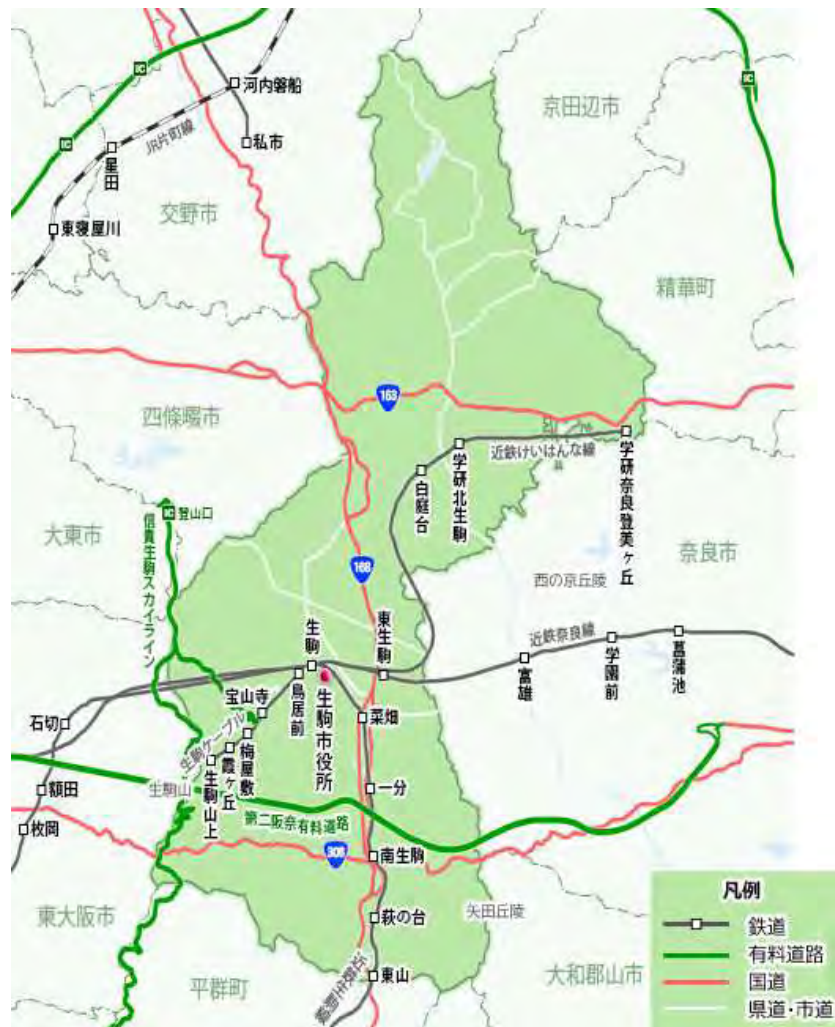 IC
IC
河内磐船
京田辺市
JR片町線
私市
星田
IC
交野市
東寝屋川
精華町
163
四條畷市
近鉄けいはんな線
学研奈良登美ヶ丘
学研北生駒
白庭台
IC
登山口
信貴生駒スカイライン
大東市
奈良市
168
西の京丘陵
生駒
東生駒
近鉄奈良線
菖蒲池
学園前
富雄
鳥居前
生駒市役所
宝山寺
石切
菜畑
生駒ケーブル
梅屋敷
霞ヶ丘
生駒山上
生駒山
額田
一分
第二阪奈有料道路
枚岡
308
南生駒
東大阪市
萩の台
矢田丘陵
平群町
近鉄生駒線
東山
大和郡山市
凡例
鉄道
有料道路
国道
県道・市道